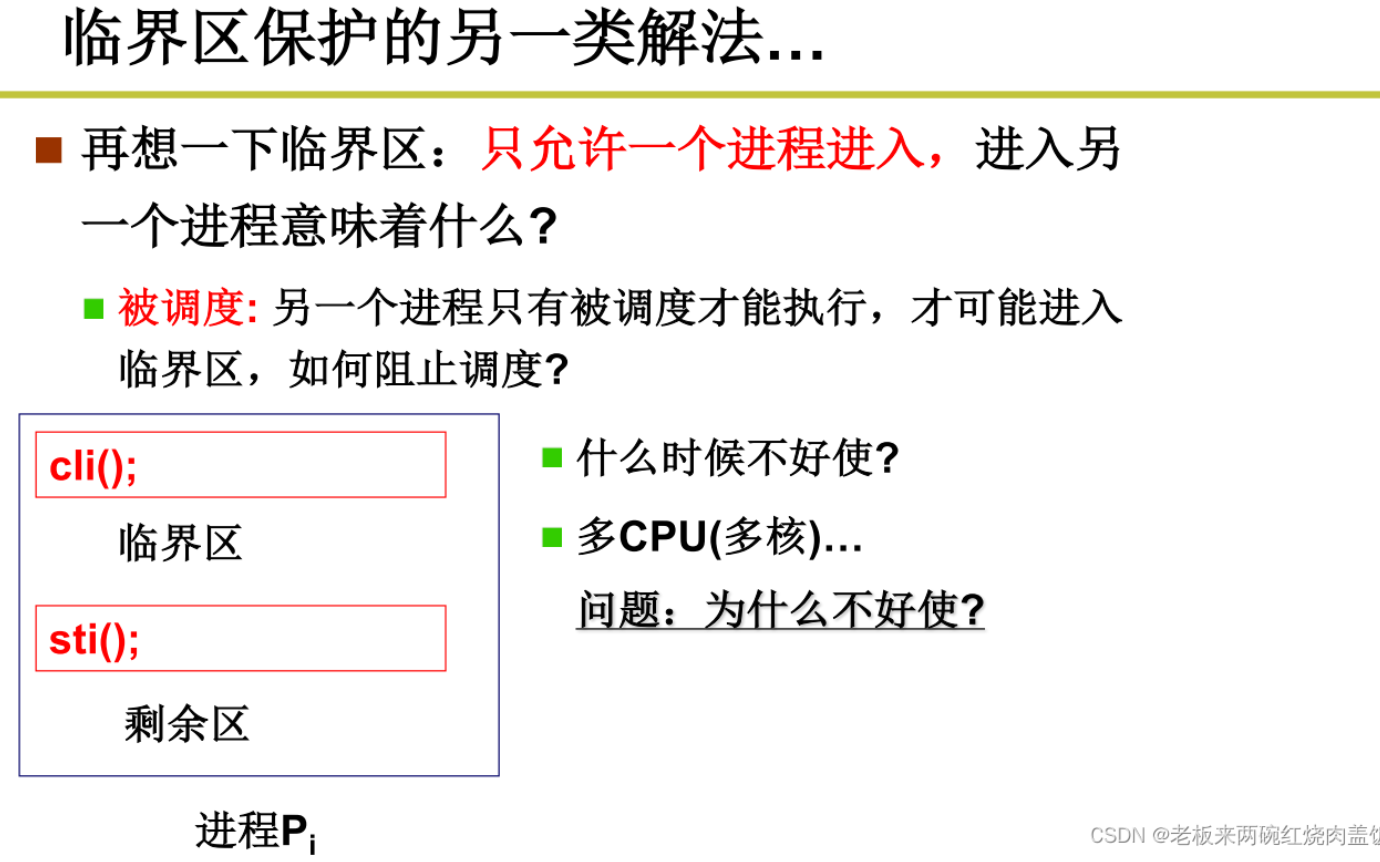 临界区保护的另一类解法...
再想一下临界区：只允许一个进程进入，进入另
一个进程意味着什么?
被调度: 另一个进程只有被调度才能执行，才可能进入
临界区，如何阻止调度?
cli();
临界区
sti();
剩余区
进程Pi
什么时候不好使?
多CPU(多核)...
问题：为什么不好使?
CSDN @老板来两碗红烧肉盖饭